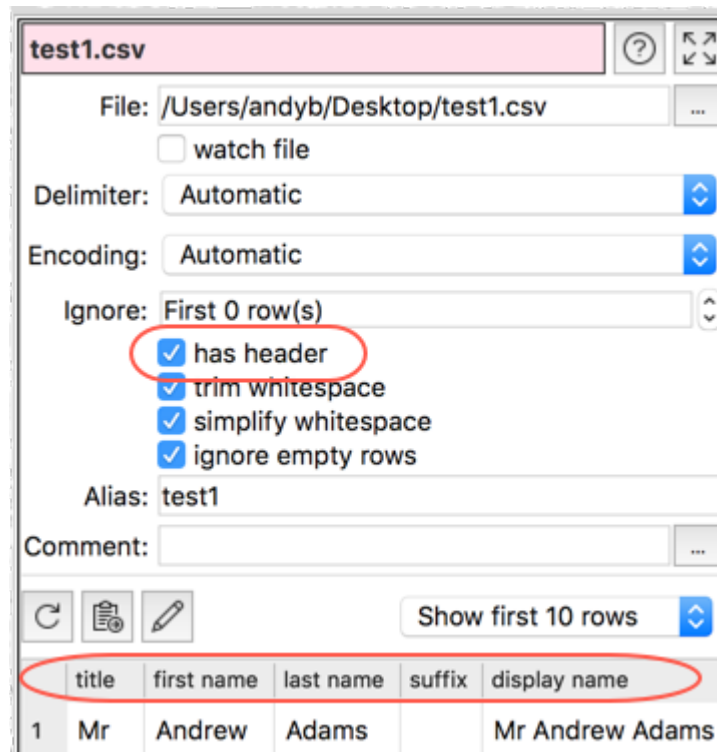 test1.csv
File: /Users/andyb/Desktop/test1.csv ...
watch file
Delimiter: Automatic
Encoding: Automatic
Ignore: First 0 row(s)
has header
trim whitespace
simplify whitespace
ignore empty rows
Alias: test1
Comment: ...
Show first 10 rows
title first name last name suffix display name
1 Mr Andrew Adams Mr Andrew Adams